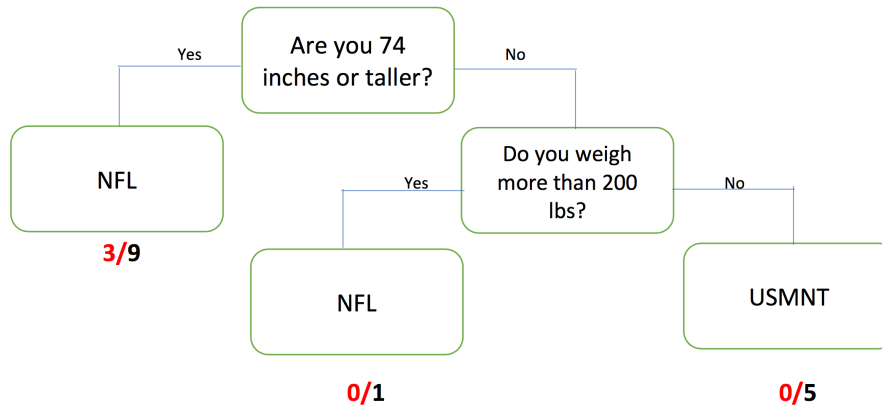 Are you 74
inches or taller?
Yes
No
NFL
3/9
Do you weigh
more than 200
lbs?
Yes
No
NFL
0/1
USMNT
0/5